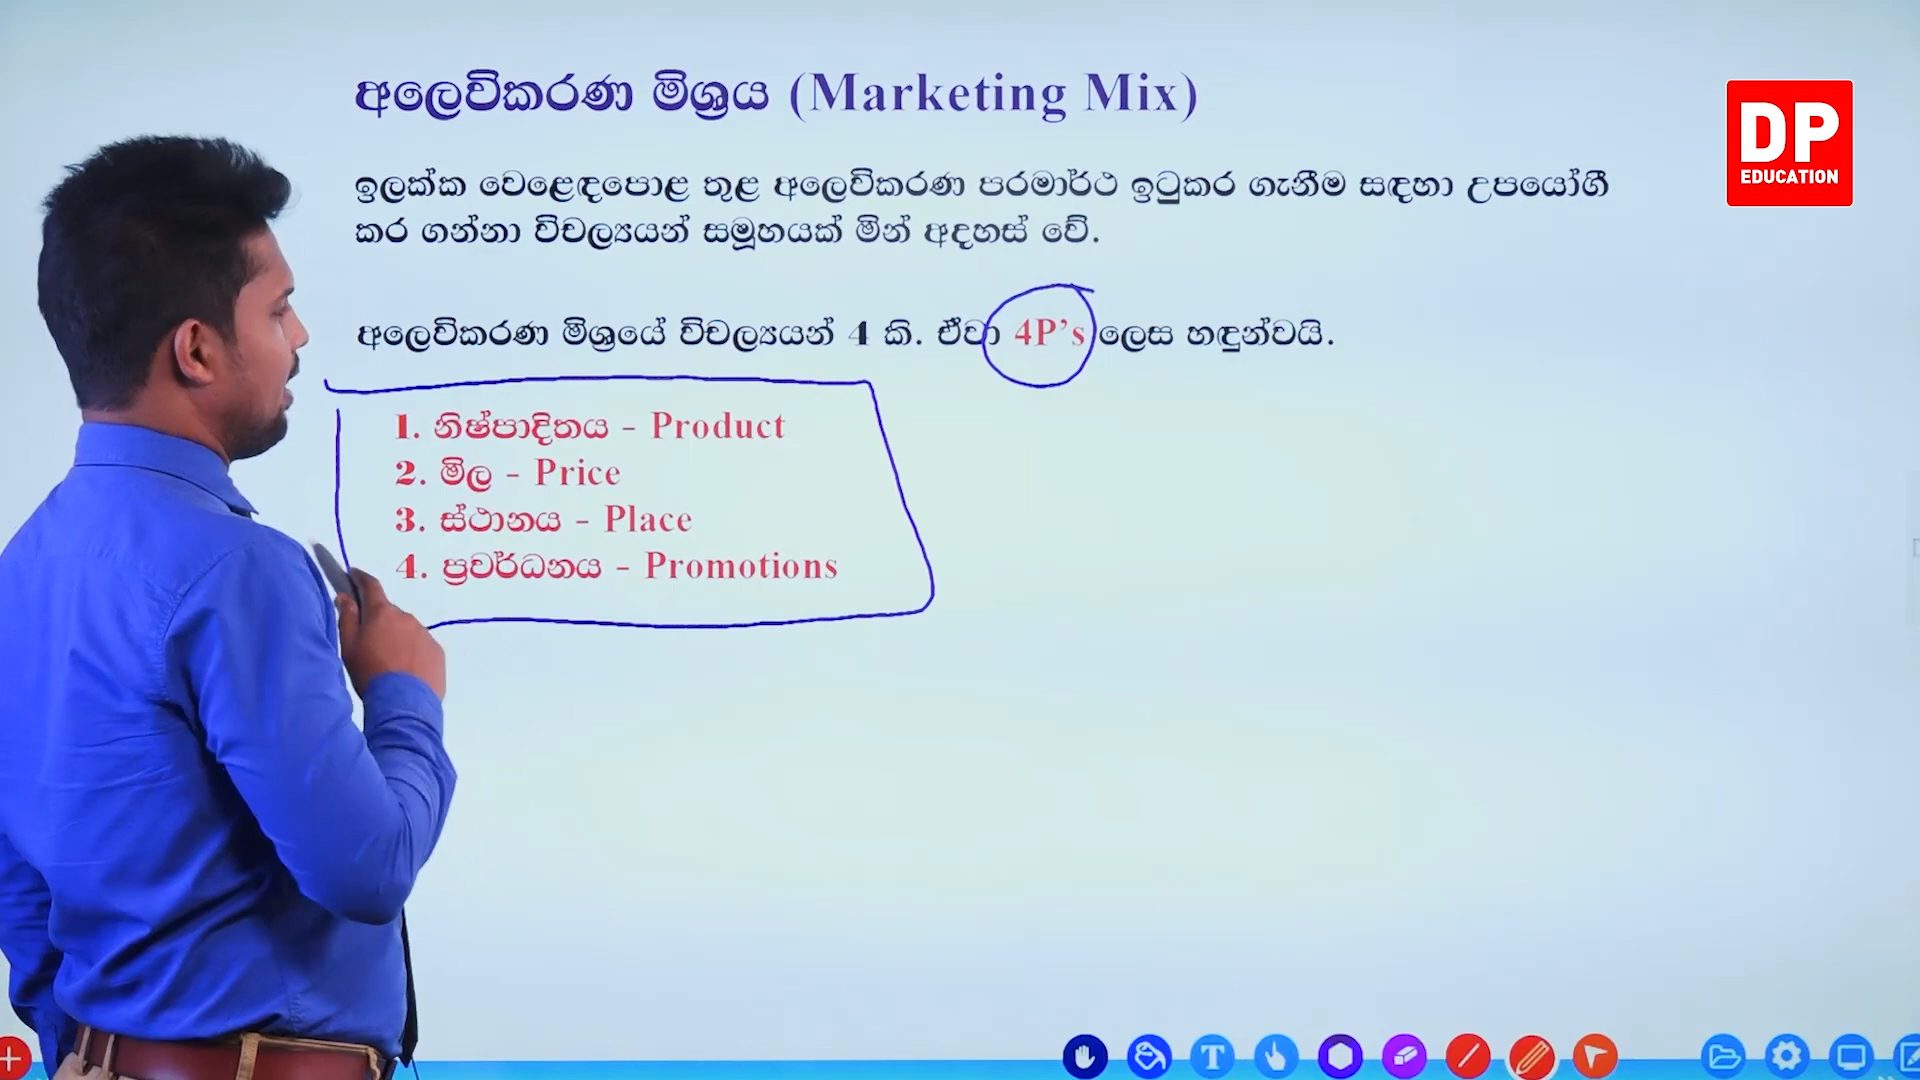 අලෙවිකරණ මිශ්‍රය (Marketing Mix)
DP
EDUCATION
ඉලක්ක වෙළෙඳපොළ තුළ අලෙවිකරණ පරමාර්ථ ඉටුකර ගැනීම සඳහා උපයෝගී
කර ගන්නා විචල්‍යයන් සමූහයක් මින් අදහස් වේ.
අලෙවිකරණ මිශ්‍රයේ විචල්‍යයන් 4 කි. ඒවා 4P’s ලෙස හඳුන්වයි.
1. නිෂ්පාදිතය - Product
2. මිල - Price
3. ස්ථානය - Place
4. ප්‍රවර්ධනය - Promotions